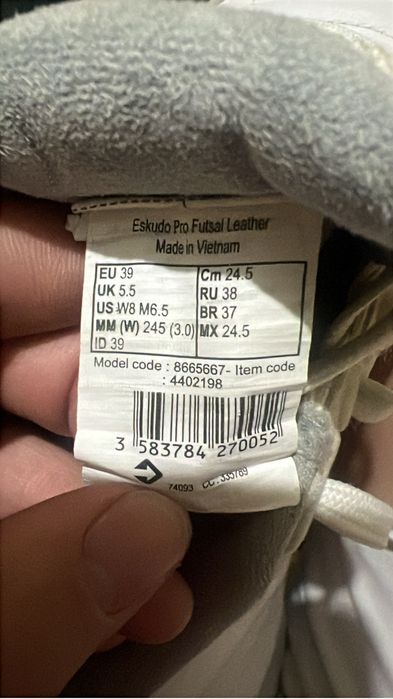 Eskudo Pro Futsal Leather
Made in Vietnam
EU 39
UK 5.5
US W8 M6.5
MM (W) 245 (3.0)
ID 39
Cm 24.5
RU 38
BR 37
MX 24.5
Model code : 8665667- Item code
: 4402198
3 583784 270052
74093 CC : 335789